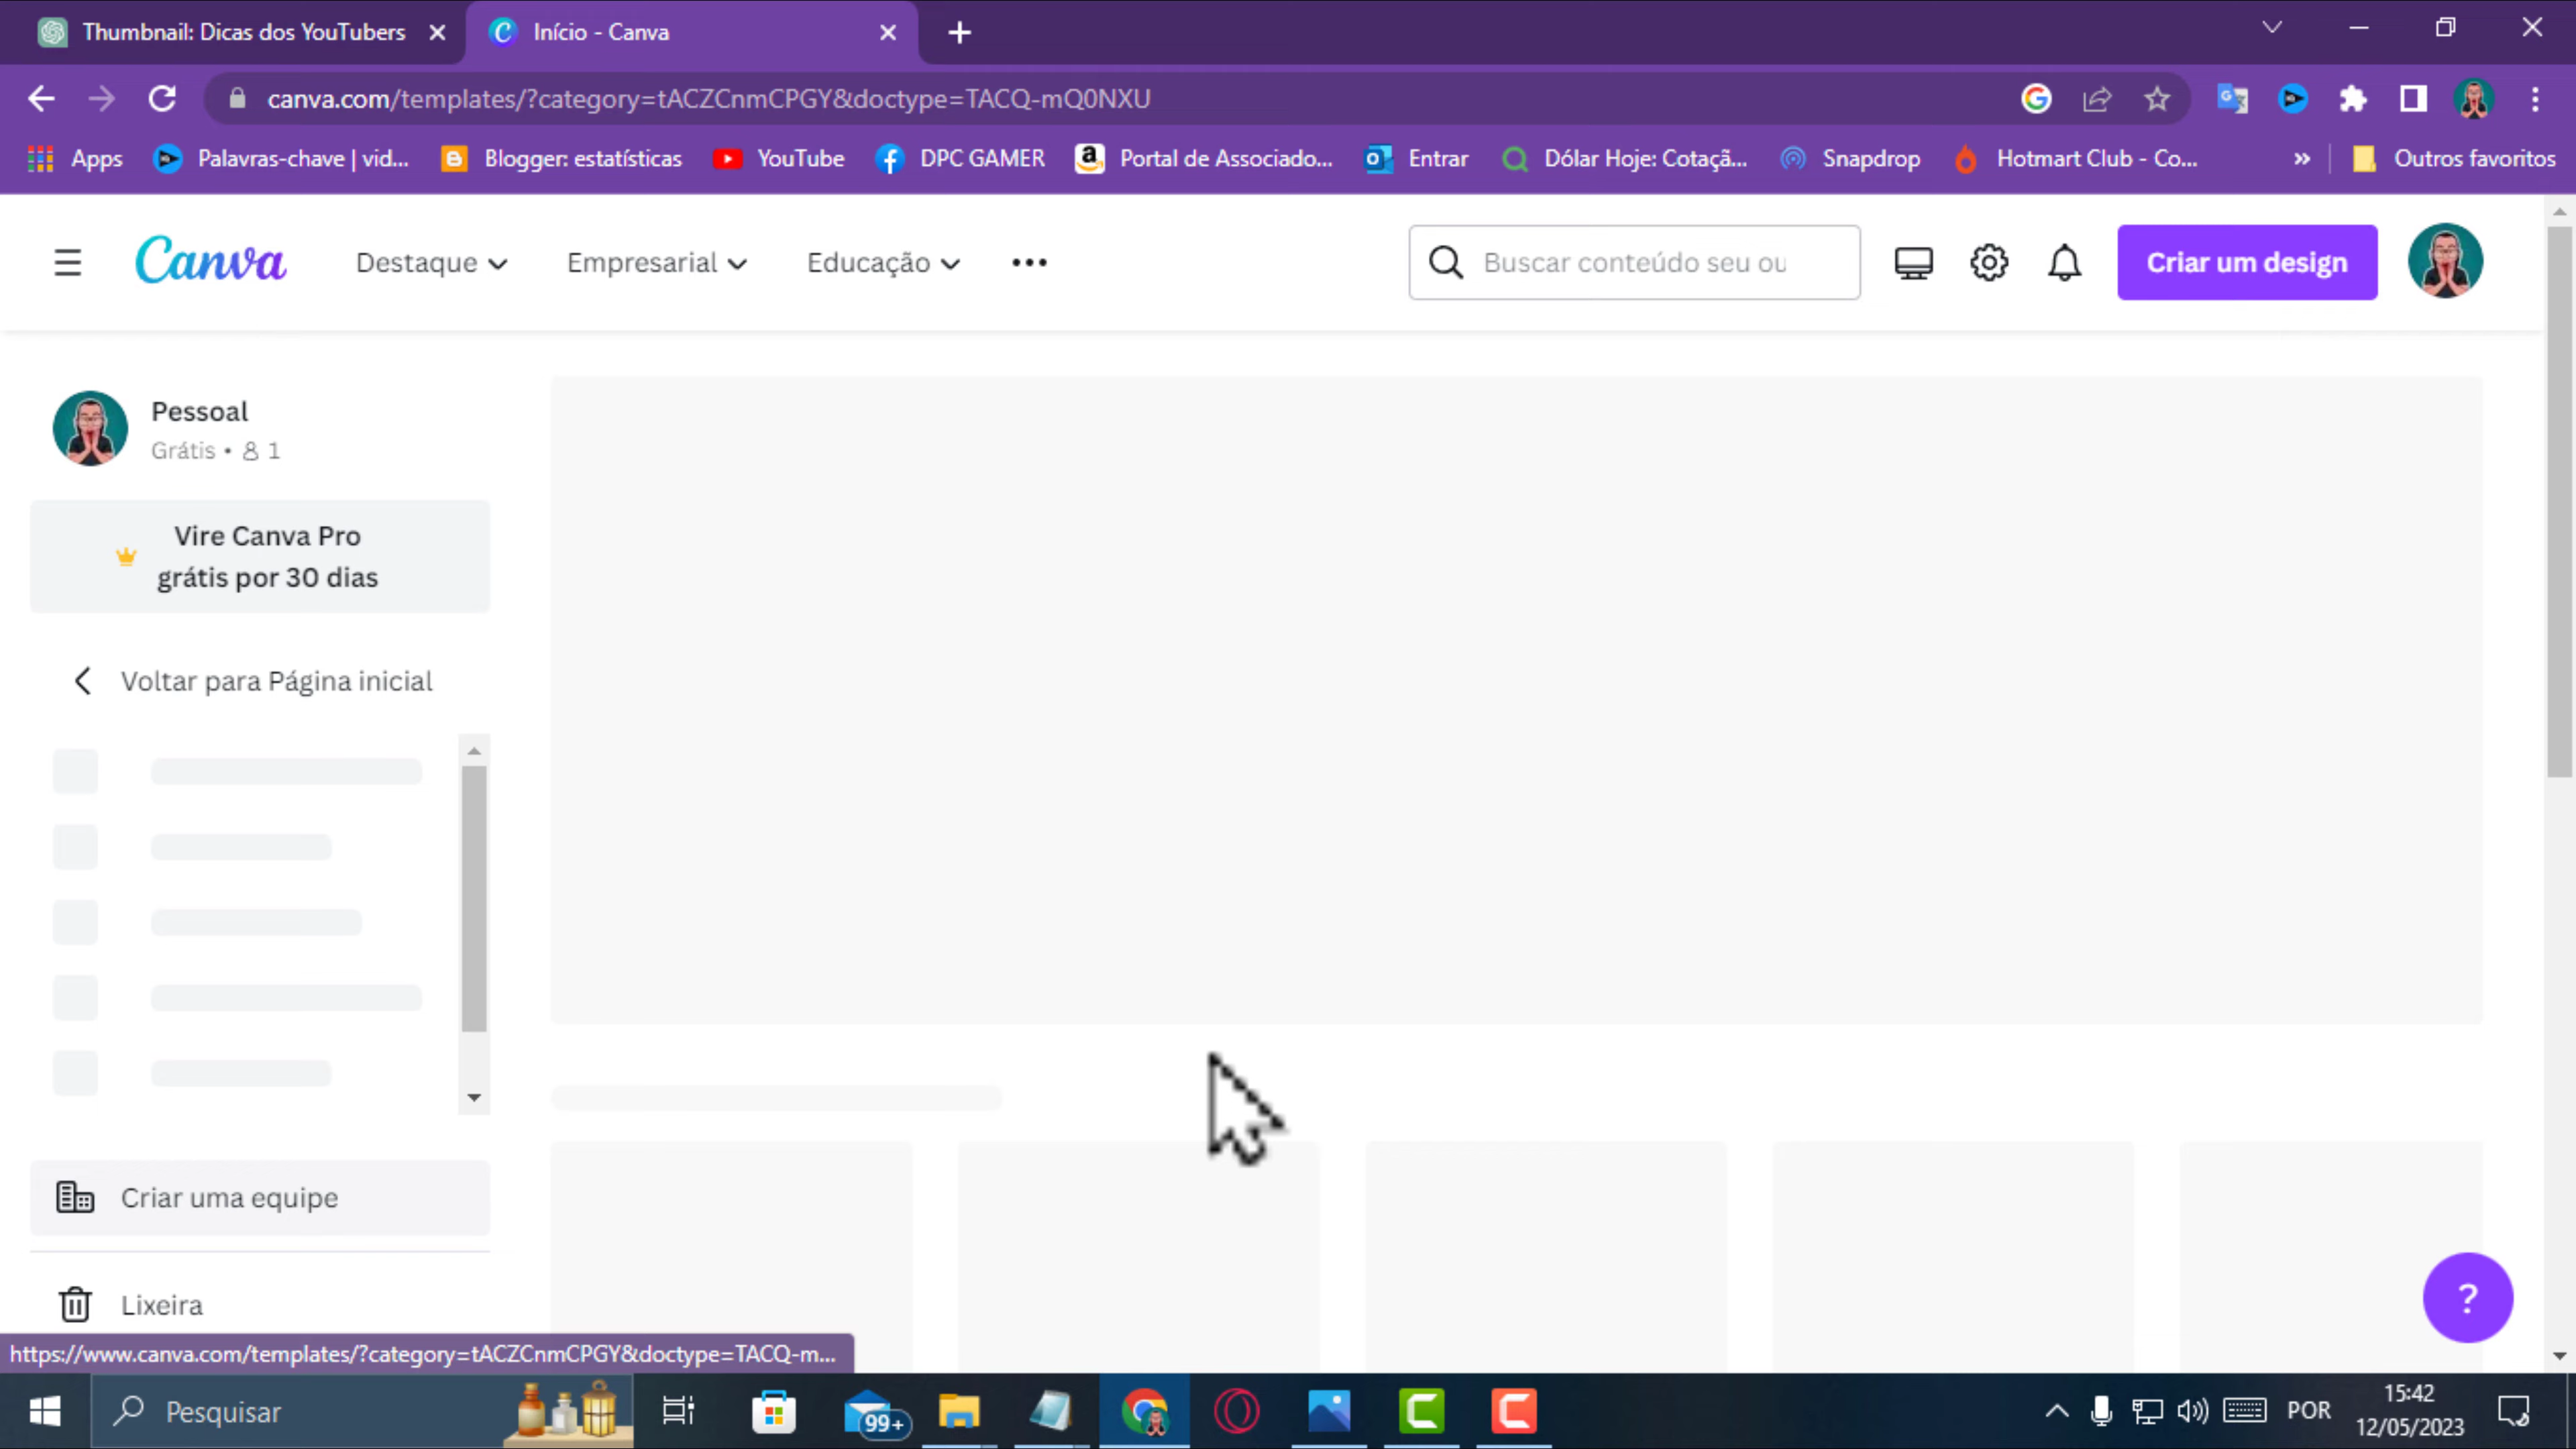 Thumbnail: Dicas dos YouTubers
Início - Canva
canva.com/templates/?category=tACZCnmCPGY&doctype=TACQ-mQ0NXU
Apps
Palavras-chave | vid...
Blogger: estatísticas
YouTube
DPC GAMER
Portal de Associado...
Entrar
Dólar Hoje: Cotaçã...
Snapdrop
Hotmart Club - Co...
»
Outros favoritos
Canva
Destaque
Empresarial
Educação
Buscar conteúdo seu ou
Criar um design
Pessoal
Grátis • 1
Vire Canva Pro
grátis por 30 dias
Voltar para Página inicial
Criar uma equipe
Lixeira
?
https://www.canva.com/templates/?category=tACZCnmCPGY&doctype=TACQ-m...
Pesquisar
99+
POR
15:42
12/05/2023